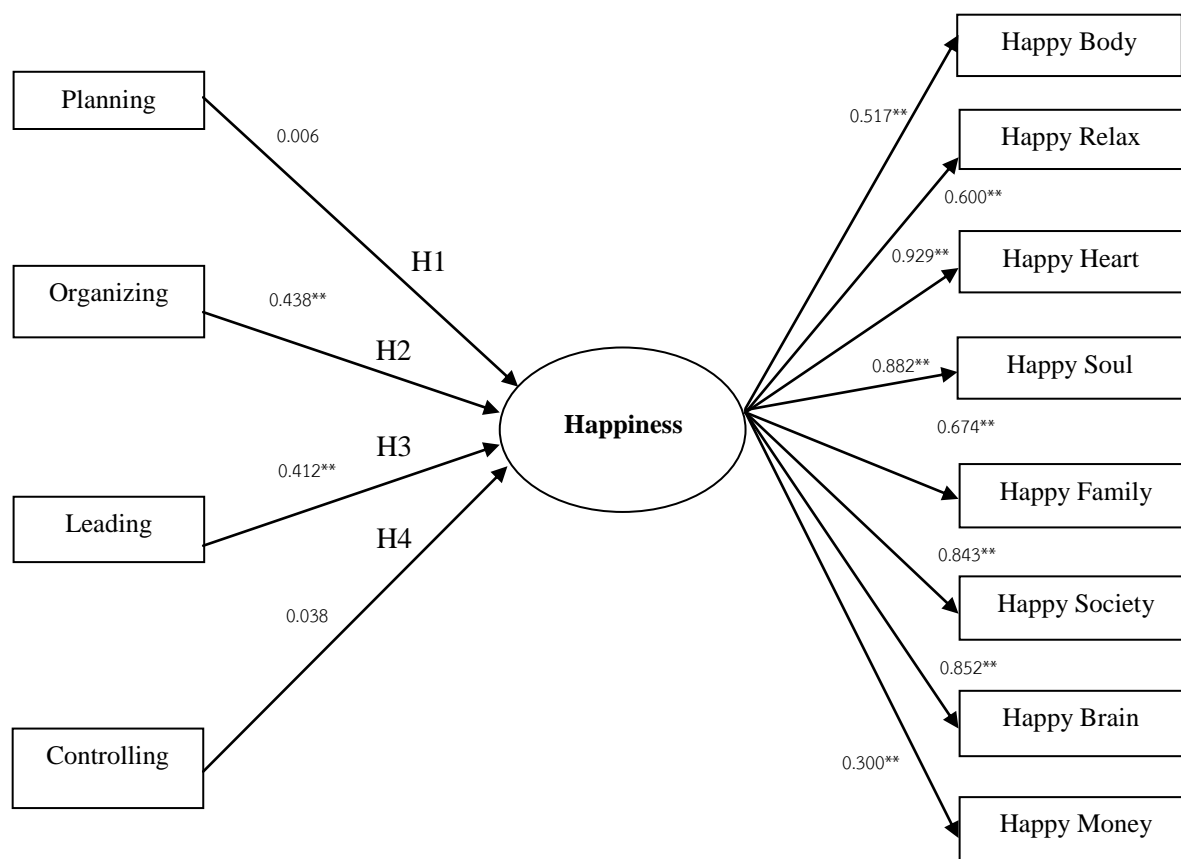 Happy Body
Planning
0.517**
0.006
Happy Relax
0.600**
H1
0.929**
Happy Heart
Organizing
0.438**
H2
0.882**
Happy Soul
Happiness
0.674**
H3
0.412**
Leading
H4
Happy Family
0.843**
0.038
Happy Society
0.852**
Happy Brain
Controlling
0.300**
Happy Money